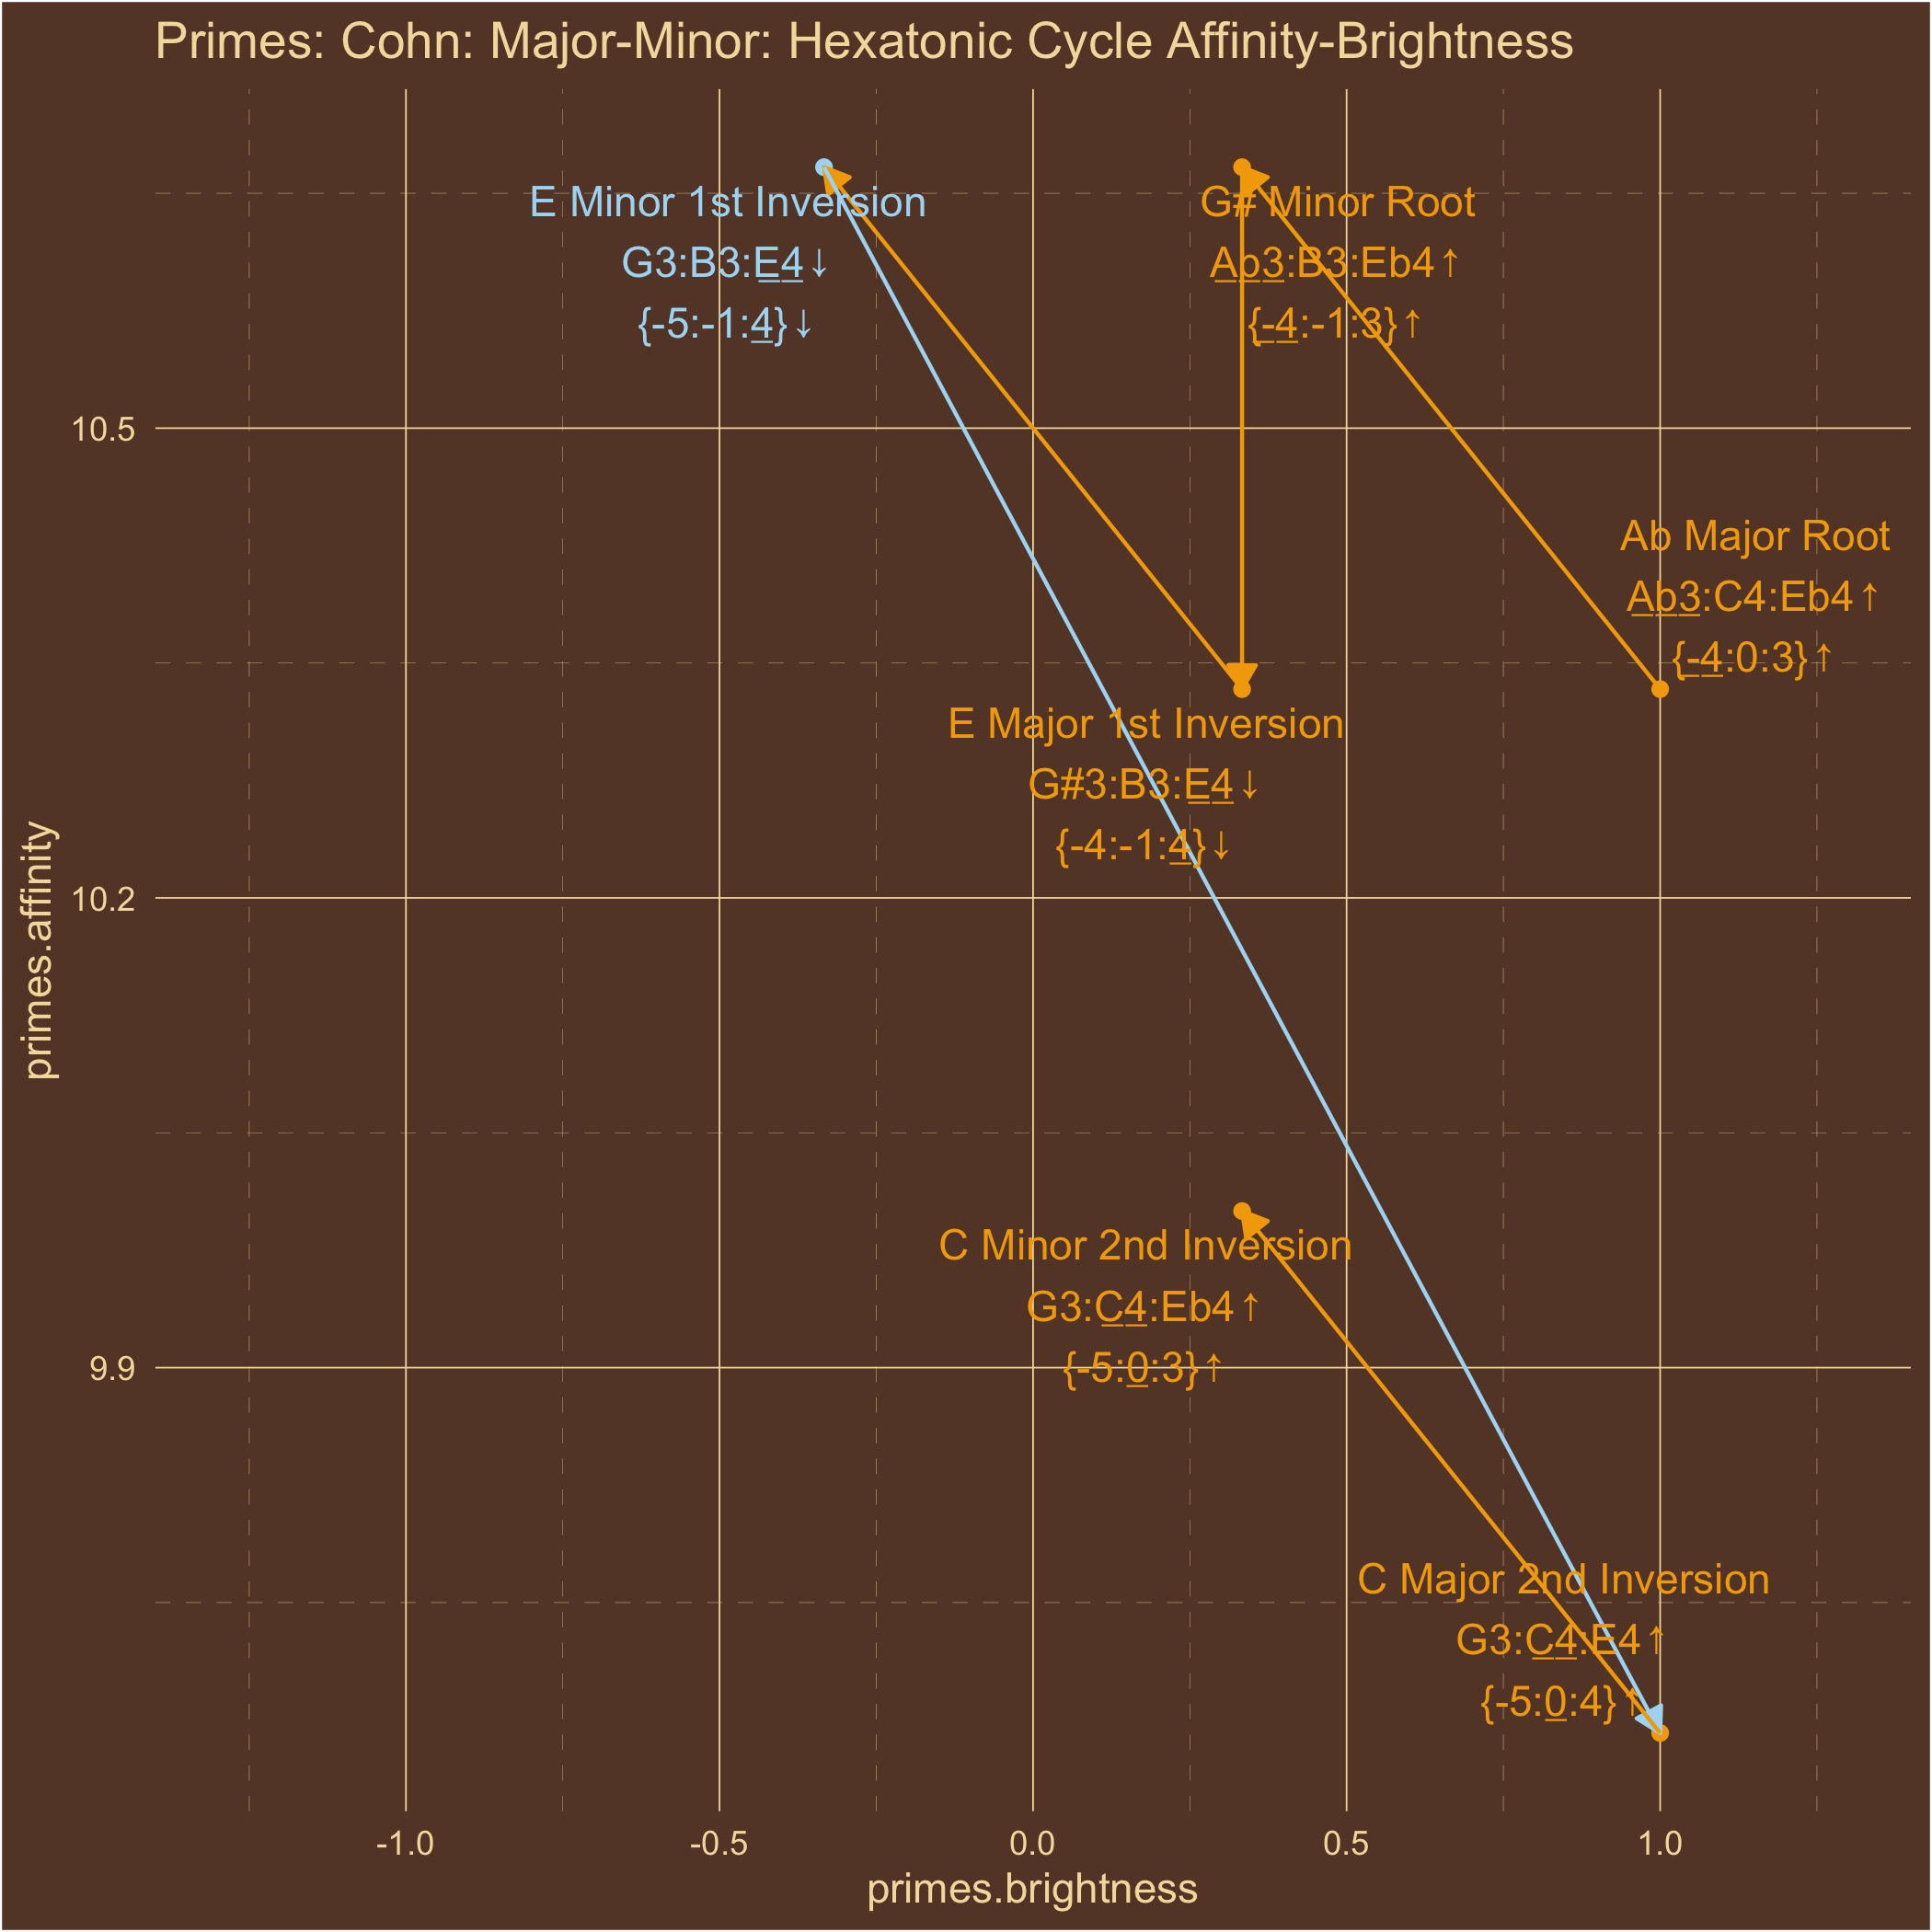 Primes: Cohn: Major-Minor: Hexatonic Cycle Affinity-Brightness
E Minor 1st Inversion
G3:B3:E4↓
{-5:-1:4}↓
G# Minor Root
Ab3:B3:Eb4↑
{-4:-1:3}↑
10.5
Ab Major Root
Ab3:C4:Eb4↑
{-4:0:3}↑
E Major 1st Inversion
G#3:B3:E4↓
{-4:-1:4}↓
10.2
primes.affinity
C Minor 2nd Inversion
G3:C4:Eb4↑
{-5:0:3}↑
9.9
C Major 2nd Inversion
G3:C4:E4↑
{-5:0:4}↑
-1.0 -0.5 0.0 0.5 1.0
primes.brightness